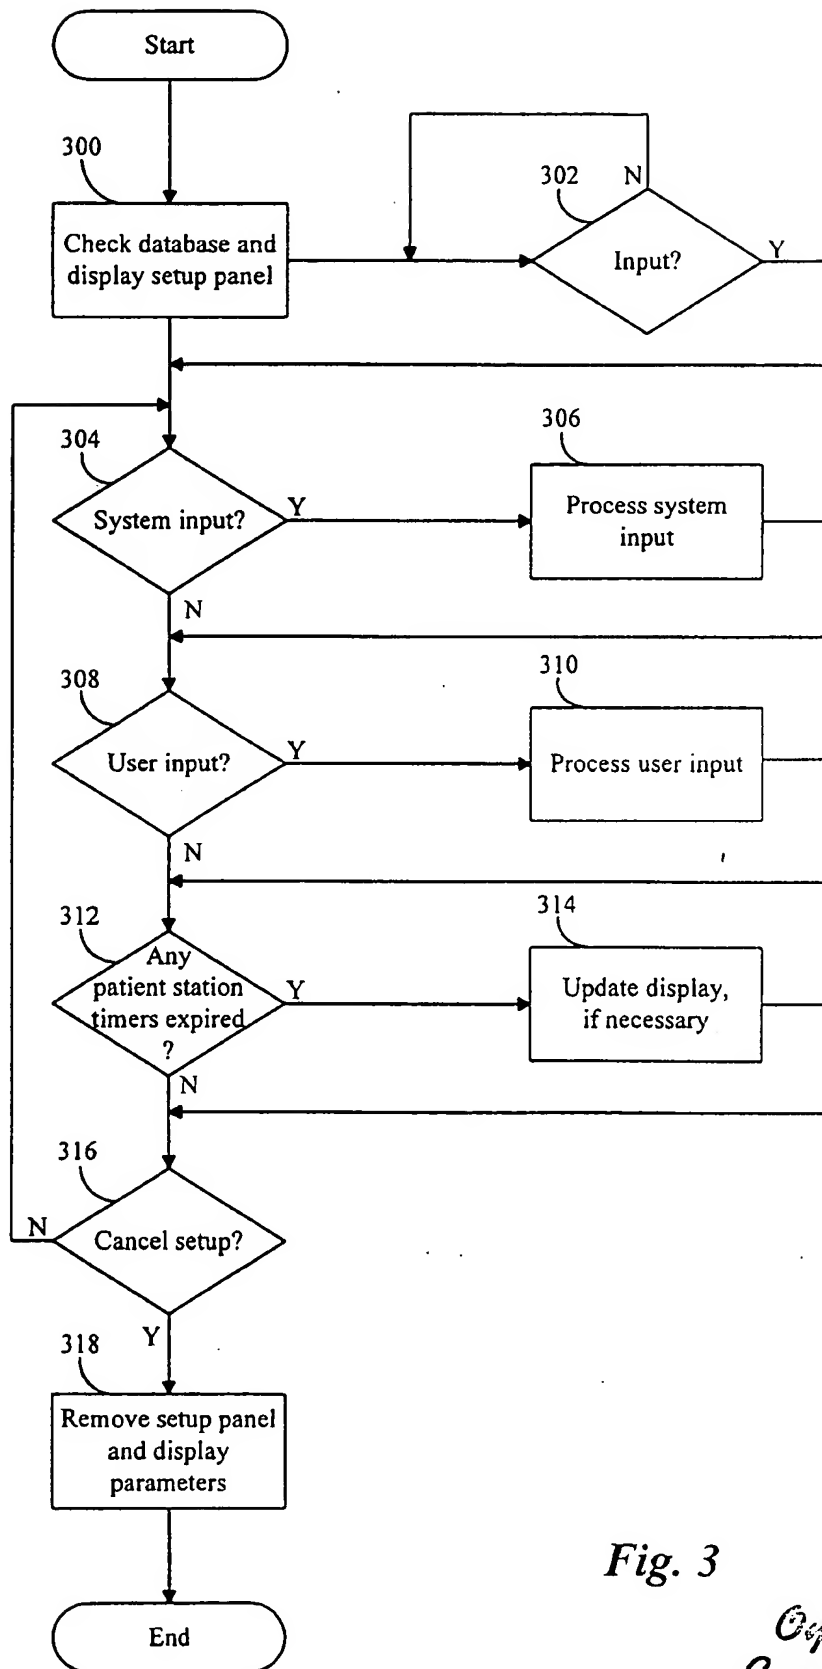 Start
300
Check database and
display setup panel
302
N
Input?
Y
304
System input?
Y
N
306
Process system
input
308
User input?
Y
N
310
Process user input
312
Any
patient station
timers expired
?
Y
N
314
Update display,
if necessary
316
N
Cancel setup?
Y
318
Remove setup panel
and display
parameters
End
Fig. 3